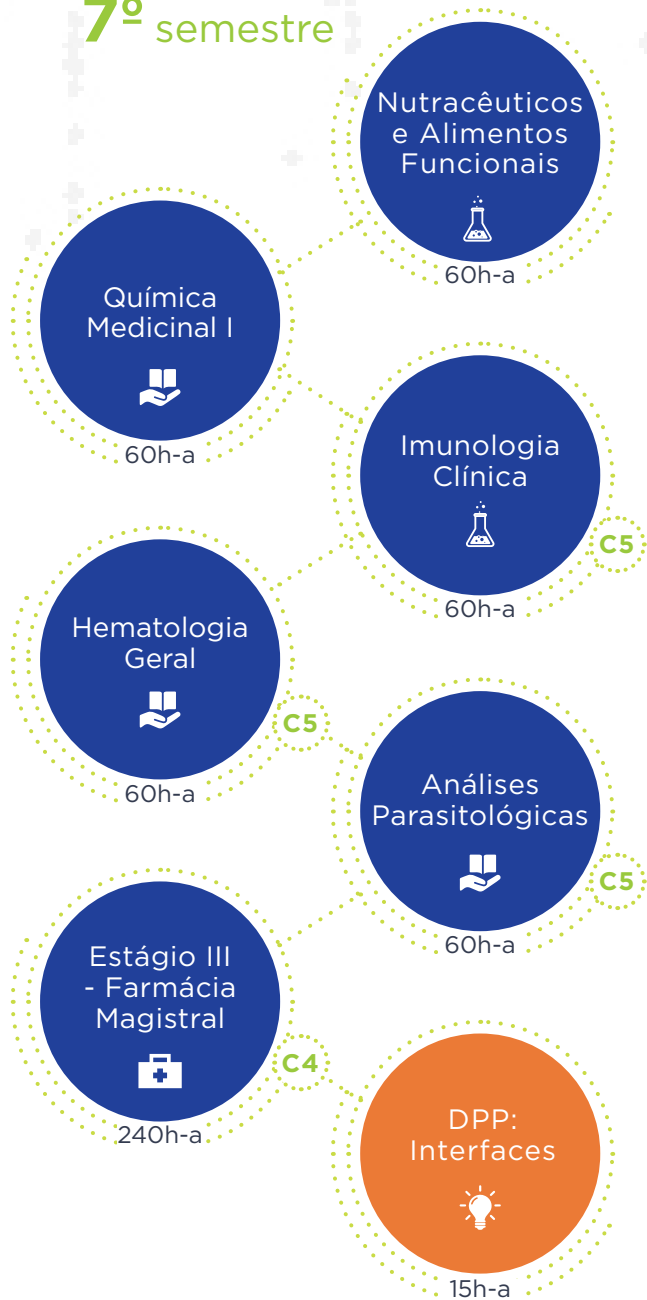 7º semestre
Nutracêuticos
e Alimentos
Funcionais
60h-a
Química
Medicinal I
60h-a
Imunologia
Clínica
C5
60h-a
Hematologia
Geral
C5
60h-a
Análises
Parasitológicas
C5
60h-a
Estágio III
- Farmácia
Magistral
C4
240h-a
DPP:
Interfaces
15h-a